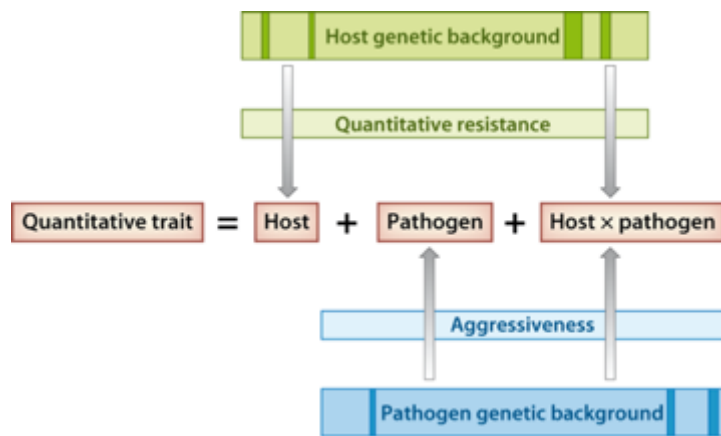 Host genetic background
Quantitative resistance
Quantitative trait = Host + Pathogen + Host × pathogen
Aggressiveness
Pathogen genetic background